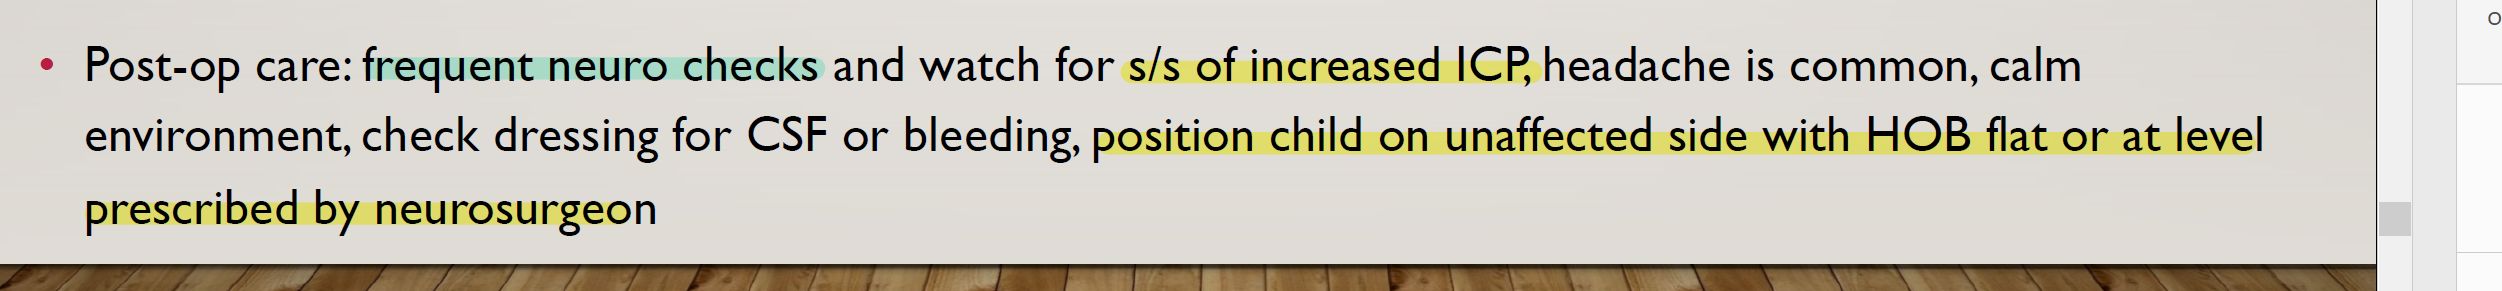 • Post-op care: frequent neuro checks and watch for s/s of increased ICP, headache is common, calm
environment, check dressing for CSF or bleeding, position child on unaffected side with HOB flat or at level
prescribed by neurosurgeon